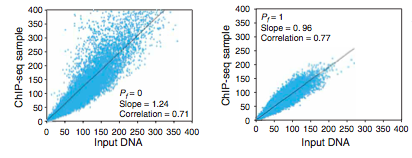 ChIP-seq sample
400
350
300
250
200
150
100
50
0
P_f = 0
Slope = 1.24
Correlation = 0.71
0 50 100 150 200 250 300 350 400
Input DNA
ChIP-seq sample
400
350
300
250
200
150
100
50
0
P_f = 1
Slope = 0.96
Correlation = 0.77
0 50 100 150 200 250 300 350 400
Input DNA